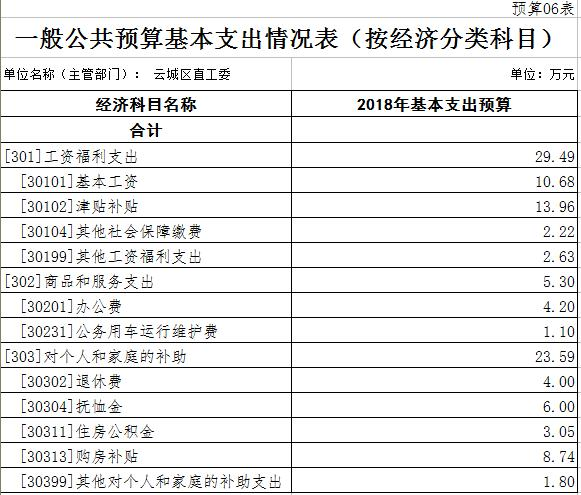 预算06表
一般公共预算基本支出情况表（按经济分类科目）
单位名称（主管部门）： 云城区直工委 单位：万元
经济科目名称 2018年基本支出预算
合计
[301]工资福利支出 29.49
[30101]基本工资 10.68
[30102]津贴补贴 13.96
[30104]其他社会保障缴费 2.22
[30199]其他工资福利支出 2.63
[302]商品和服务支出 5.30
[30201]办公费 4.20
[30231]公务用车运行维护费 1.10
[303]对个人和家庭的补助 23.59
[30302]退休费 4.00
[30304]抚恤金 6.00
[30311]住房公积金 3.05
[30313]购房补贴 8.74
[30399]其他对个人和家庭的补助支出 1.80